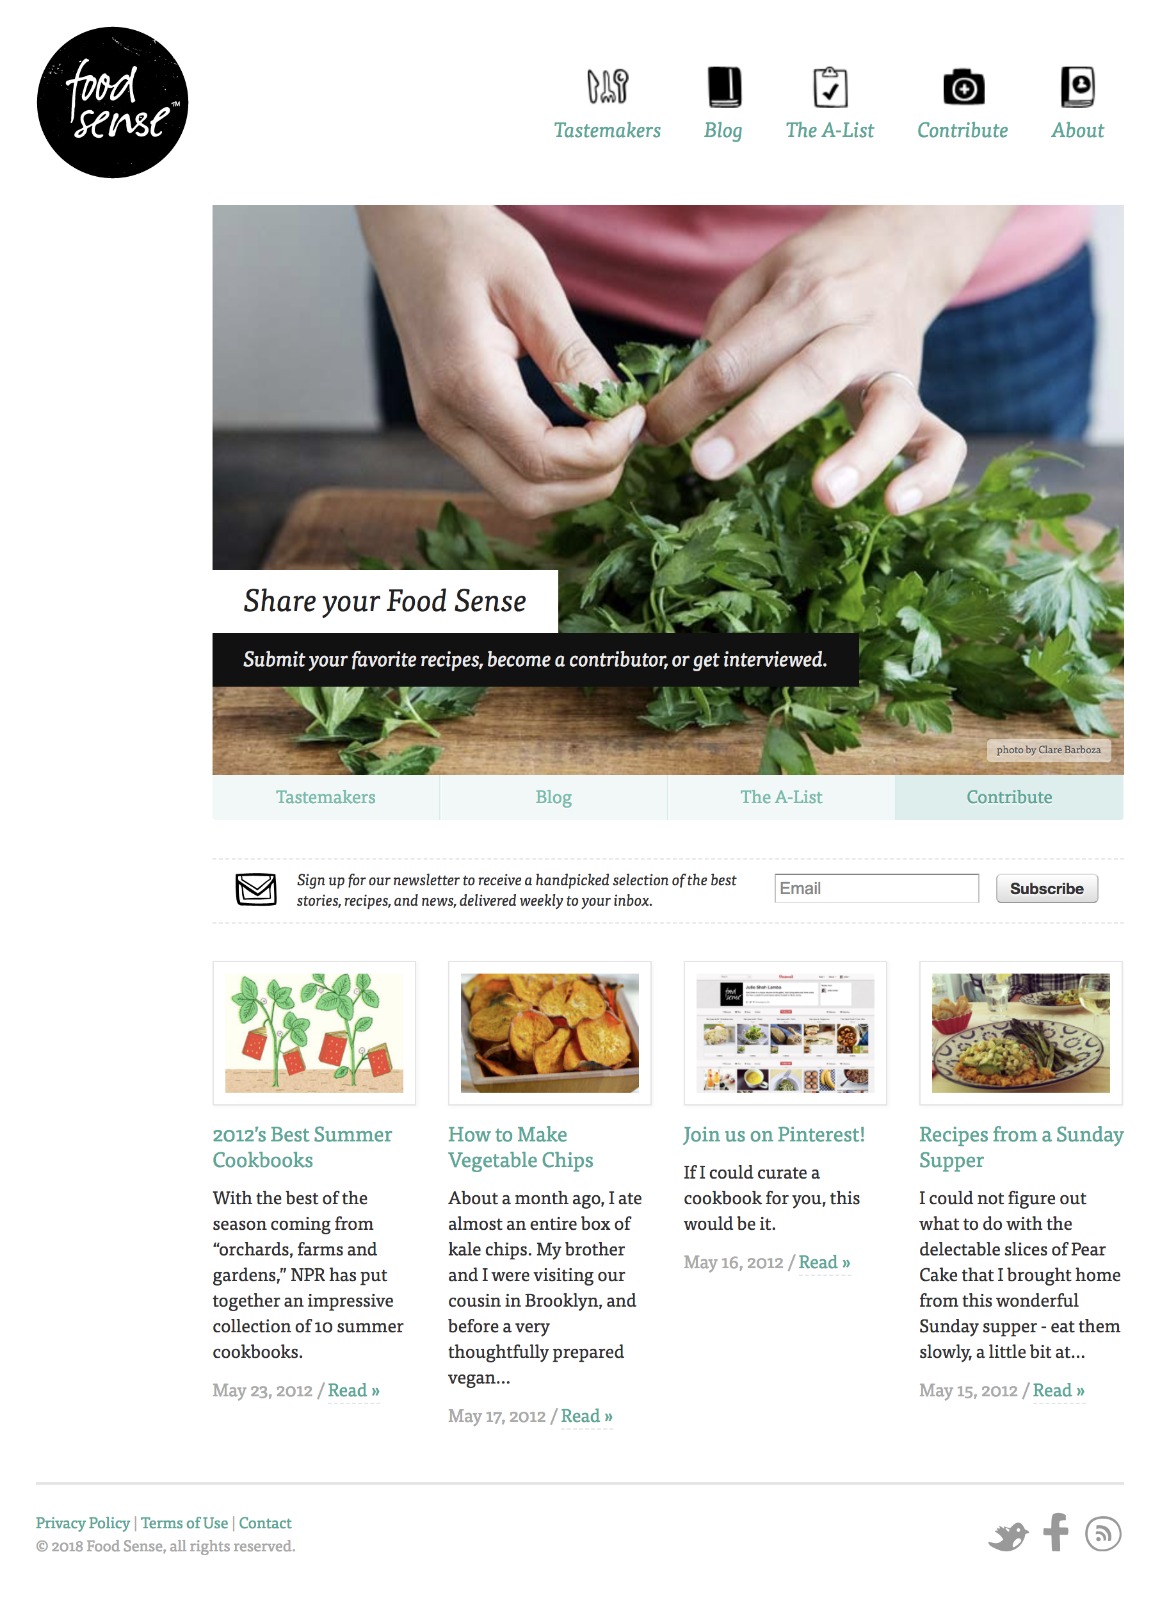 food
sense™
Tastemakers
Blog
The A-List
Contribute
About
Share your Food Sense
Submit your favorite recipes, become a contributor, or get interviewed.
photo by Clare Barboza
Tastemakers
Blog
The A-List
Contribute
Sign up for our newsletter to receive a handpicked selection of the best
stories, recipes, and news, delivered weekly to your inbox.
Email
Subscribe
2012's Best Summer
Cookbooks
With the best of the
season coming from
“orchards, farms and
gardens,” NPR has put
together an impressive
collection of 10 summer
cookbooks.
May 23, 2012 / Read »
How to Make
Vegetable Chips
About a month ago, I ate
almost an entire box of
kale chips. My brother
and I were visiting our
cousin in Brooklyn, and
before a very
thoughtfully prepared
vegan...
May 17, 2012 / Read »
food
sense
Join us on Pinterest!
If I could curate a
cookbook for you, this
would be it.
May 16, 2012 / Read »
Recipes from a Sunday
Supper
I could not figure out
what to do with the
delectable slices of Pear
Cake that I brought home
from this wonderful
Sunday supper - eat them
slowly, a little bit at...
May 15, 2012 / Read »
Privacy Policy | Terms of Use | Contact
© 2018 Food Sense, all rights reserved.